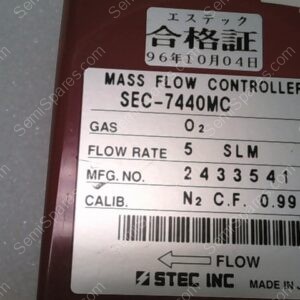 エステック
合格証
96年10月04日
MASS FLOW CONTROLLER
SEC-7440MC
GAS O₂
FLOW RATE 5 SLM
MFG. NO. 2433541
CALIB. N₂ C.F. 0.99
FLOW
STEC INC
MADE IN J
SemiSpares.com